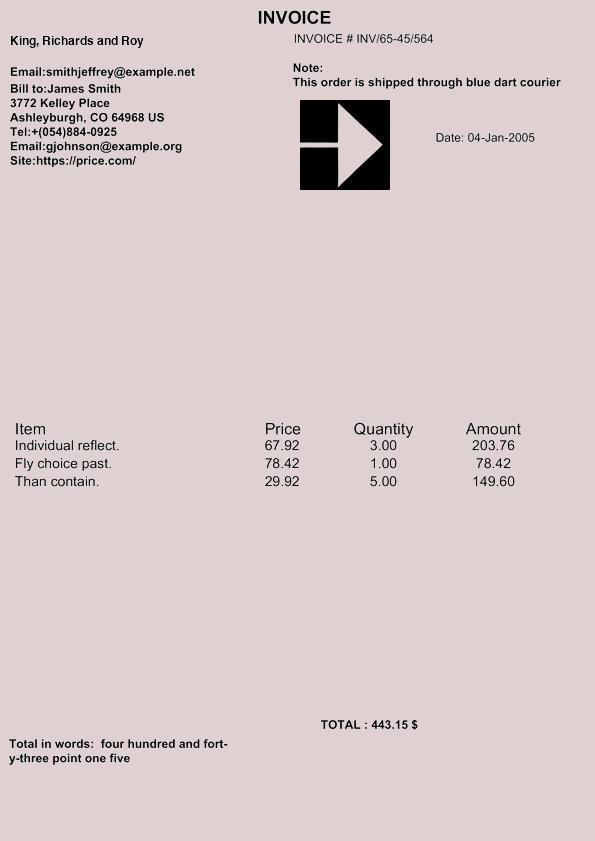 INVOICE
King, Richards and Roy
INVOICE # INV/65-45/564
Email:smithjeffrey@example.net
Bill to:James Smith
3772 Kelley Place
Ashleyburgh, CO 64968 US
Tel:+(054)884-0925
Email:gjohnson@example.org
Site:https://price.com/
Note:
This order is shipped through blue dart courier
Date: 04-Jan-2005
Item Price Quantity Amount
Individual reflect. 67.92 3.00 203.76
Fly choice past. 78.42 1.00 78.42
Than contain. 29.92 5.00 149.60
TOTAL : 443.15 $
Total in words:  four hundred and fort-
y-three point one five